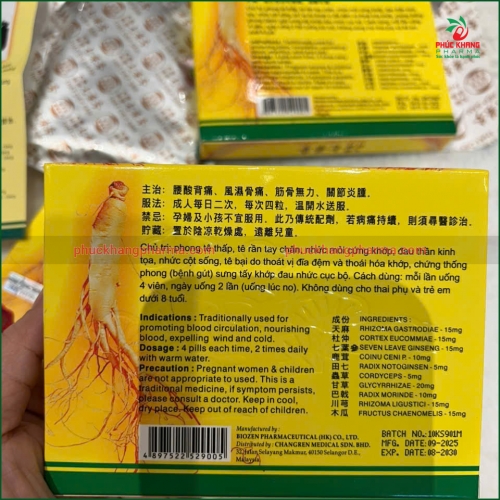 PHÚC KHANG
PHARMA
主治：腰酸背痛、風濕骨痛，筋骨無力、關節炎腫。
服法：成人每日二次、每次四粒，溫開水送服。
禁忌：孕婦及小孩不宜服用。此乃傳統配劑，若病痛持續，則須尋醫診治。
貯藏：置於陰涼乾燥處，遠離兒童。
Chủ trị: phong tê thấp, tê rần tay chân, nhức mỏi cứng khớp, đau thần kinh
tọa, nhức cột sống, tê bại do thoát vị đĩa đệm và thoái hóa khớp, chứng thống
phong (bệnh gút) sưng tấy khớp đau nhức cục bộ. Cách dùng: mỗi lần uống
4 viên, ngày uống 2 lần (uống lúc no). Không dùng cho thai phụ và trẻ em
dưới 8 tuổi.
Indications : Traditionally used for
promoting blood circulation, nourishing
blood, expelling wind and cold.
Dosage : 4 pills each time, 2 times daily
with warm water.
Precaution : Pregnant women & children
are not appropriate to used. This is a
traditional medicine, if symptom persists,
please consult a doctor. Keep in cool,
dry place. Keep out of reach of children.
成份 INGREDIENTS :
天麻 RHIZOMA GASTRODIAE - 15mg
杜仲 CORTEX EUCOMMIAE - 15mg
七葉參 SEVEN LEAVE GINSENG - 15mg
龟茸 COINU CENI P. - 10mg
田七 RADIX NOTOGINSEN - 5mg
蟲草 CORDYCEPS - 5mg
甘草 GLYCYRRHIZAE - 20mg
巴戟 RADIX MORINDE - 10mg
川芎 RHIZOMA LIGUSTICI - 15mg
木瓜 FRUCTUS CHAENOMELIS - 15mg
4897522529005
Manufactured by :
BIOZEN PHARMACEUTICAL (HK) CO., LTD.
Distributed by : CHANGREN MEDICAL SDN. BHD.
Selayang Makmur, 40150 Selangor D.E.,
Malaysia.
BATCH NO.:10KS901M
MFG. DATE:09-2025
EXP. DATE:08-2030